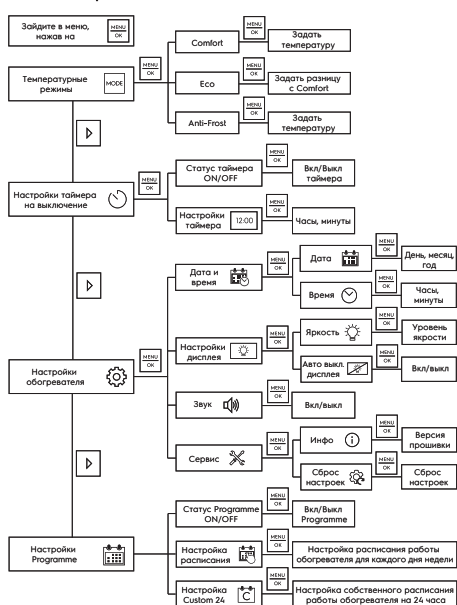 Зайдите в меню,
нажав на
MENU
OK
Температурные
режимы
MODE
MENU
OK
Comfort
MENU
OK
Задать
температуру
Eco
MENU
OK
Задать разницу
с Comfort
Anti-Frost
MENU
OK
Задать
температуру
Настройки таймера
на выключение
MENU
OK
Статус таймера
ON/OFF
MENU
OK
Вкл/Выкл
таймера
Настройки
таймера
12:00
MENU
OK
Часы, минуты
Настройки
обогревателя
MENU
OK
Дата и
время
MENU
OK
Дата
MENU
OK
День, месяц,
год
Время
MENU
OK
Часы,
минуты
Настройки
дисплея
MENU
OK
Яркость
MENU
OK
Уровень
яркости
Авто выкл.
дисплея
MENU
OK
Вкл/выкл
Звук
MENU
OK
Вкл/выкл
Сервис
MENU
OK
Инфо
MENU
OK
Версия
прошивки
Сброс
настроек
MENU
OK
Сброс
настроек
Настройки
Programme
MENU
OK
Статус Programme
ON/OFF
MENU
OK
Вкл/Выкл
Programme
Настройка
расписания
MENU
OK
Настройка расписания работы
обогревателя для каждого дня недели
Настройка
Custom 24
C
MENU
OK
Настройка собственного расписания
работы обогревателя на 24 часа